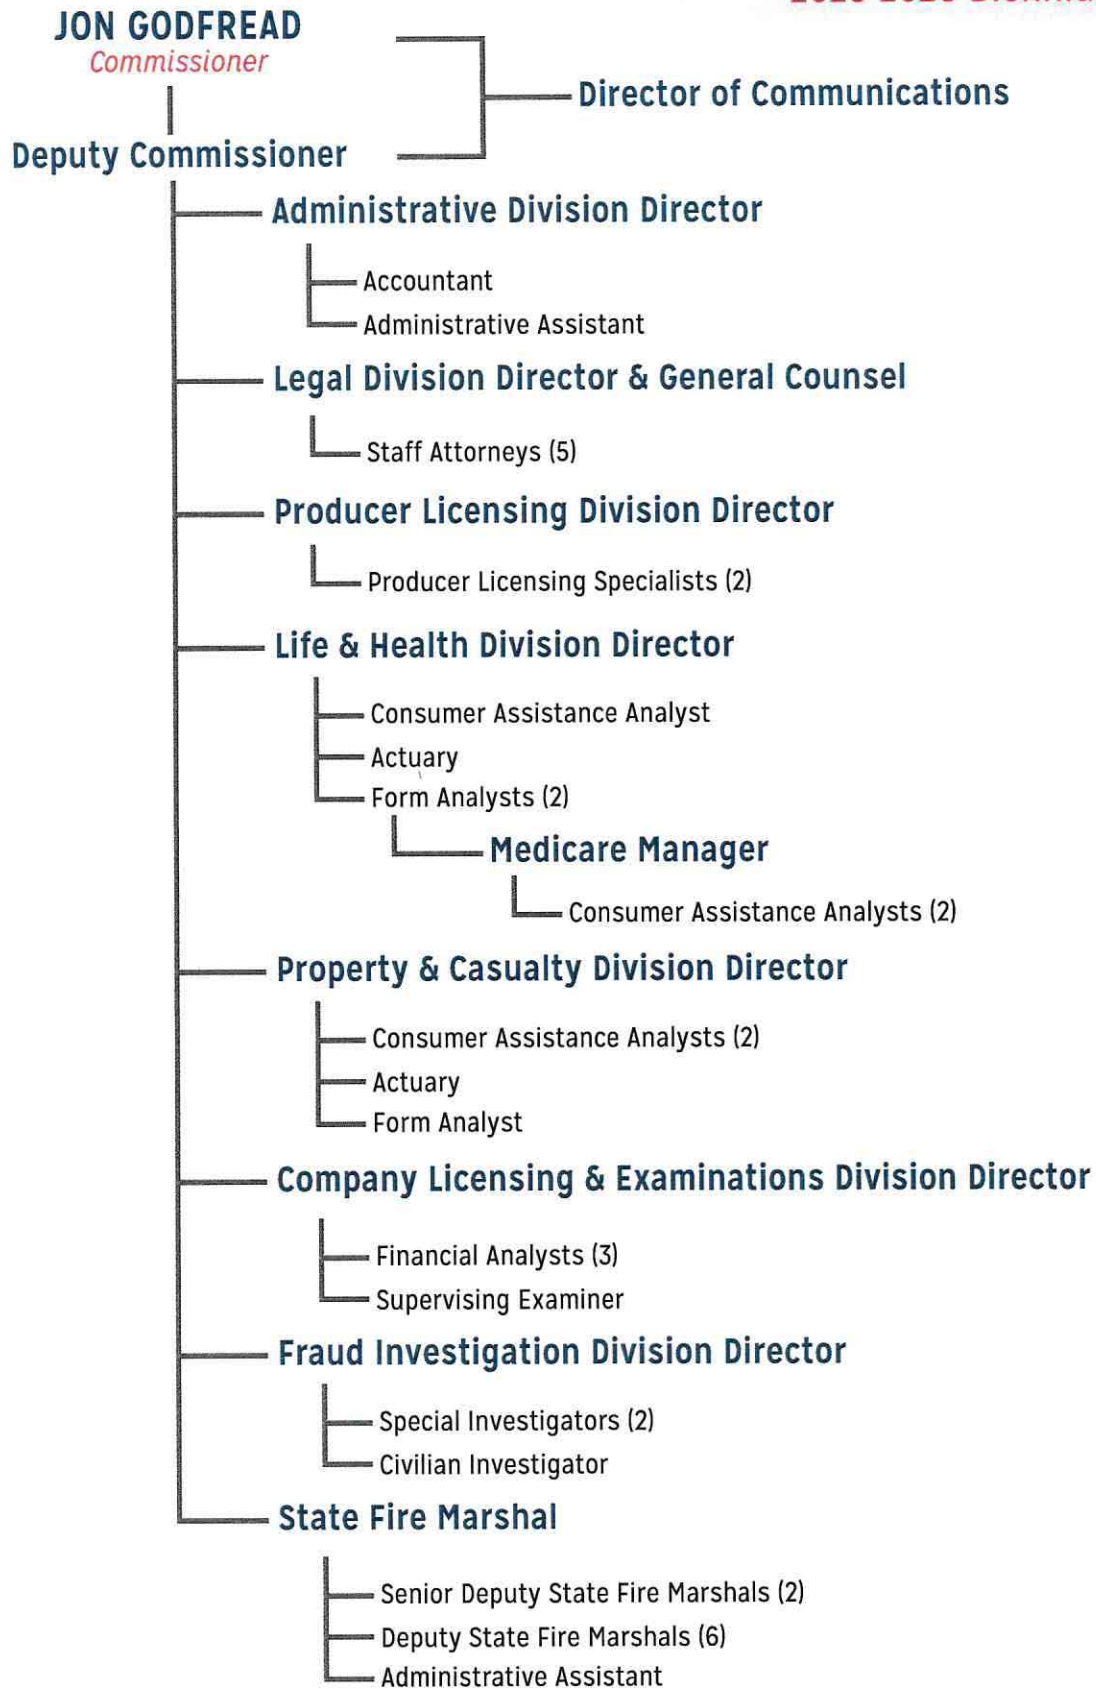 JON GODFREAD
Commissioner
Director of Communications
Deputy Commissioner
Administrative Division Director
Accountant
Administrative Assistant
Legal Division Director & General Counsel
Staff Attorneys (5)
Producer Licensing Division Director
Producer Licensing Specialists (2)
Life & Health Division Director
Consumer Assistance Analyst
Actuary
Form Analysts (2)
Medicare Manager
Consumer Assistance Analysts (2)
Property & Casualty Division Director
Consumer Assistance Analysts (2)
Actuary
Form Analyst
Company Licensing & Examinations Division Director
Financial Analysts (3)
Supervising Examiner
Fraud Investigation Division Director
Special Investigators (2)
Civilian Investigator
State Fire Marshal
Senior Deputy State Fire Marshals (2)
Deputy State Fire Marshals (6)
Administrative Assistant